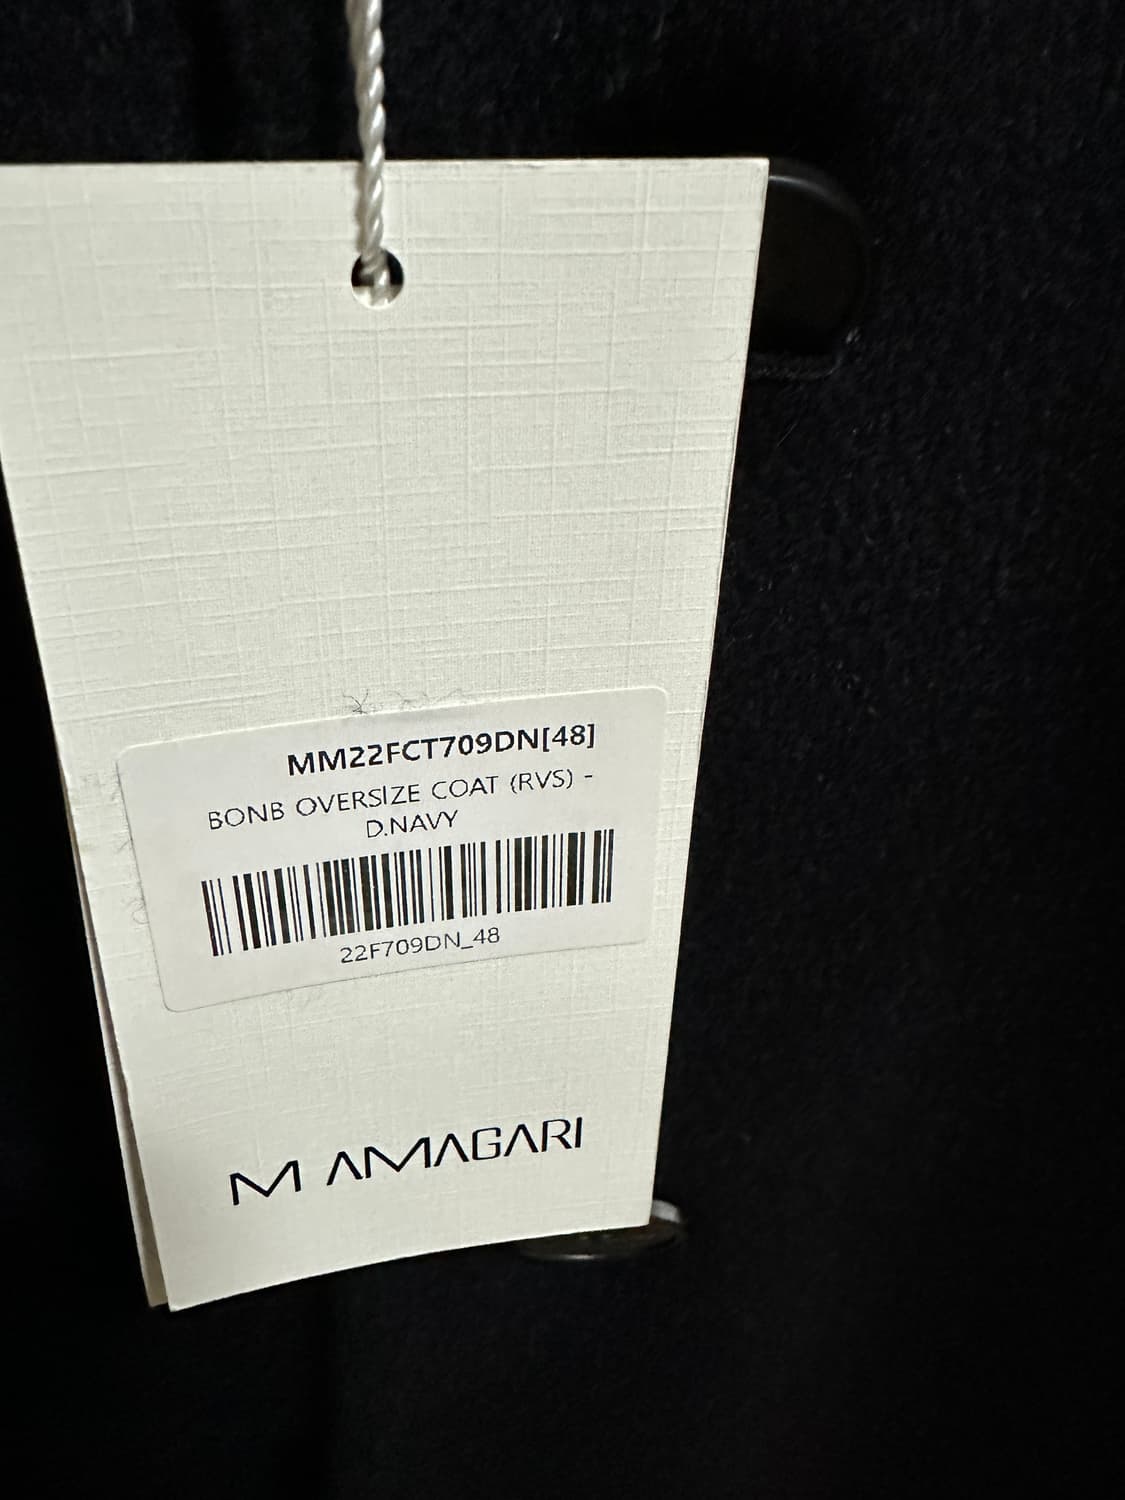 MM22FCT709DN[48]
BONB OVERSIZE COAT (RVS) -
D.NAVY
22F709DN_48
M AMAGARI